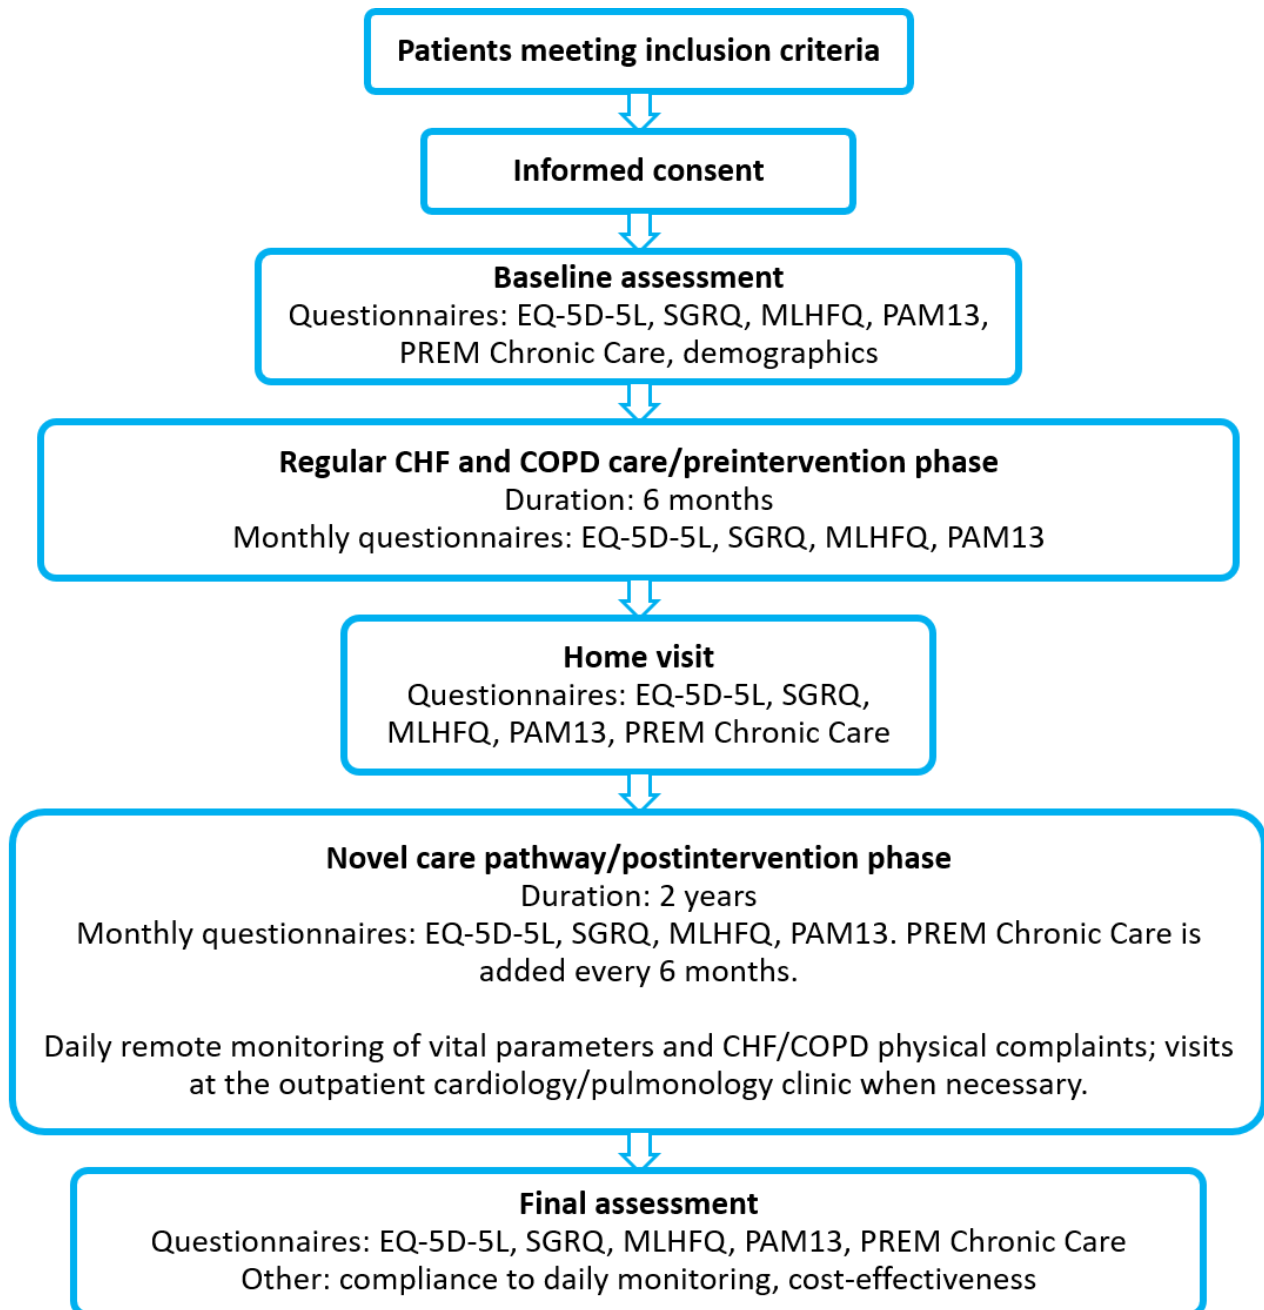 Patients meeting inclusion criteria
Informed consent
Baseline assessment
Questionnaires: EQ-5D-5L, SGRQ, MLHFQ, PAM13,
PREM Chronic Care, demographics
Regular CHF and COPD care/preintervention phase
Duration: 6 months
Monthly questionnaires: EQ-5D-5L, SGRQ, MLHFQ, PAM13
Home visit
Questionnaires: EQ-5D-5L, SGRQ,
MLHFQ, PAM13, PREM Chronic Care
Novel care pathway/postintervention phase
Duration: 2 years
Monthly questionnaires: EQ-5D-5L, SGRQ, MLHFQ, PAM13. PREM Chronic Care is
added every 6 months.
Daily remote monitoring of vital parameters and CHF/COPD physical complaints; visits
at the outpatient cardiology/pulmonology clinic when necessary.
Final assessment
Questionnaires: EQ-5D-5L, SGRQ, MLHFQ, PAM13, PREM Chronic Care
Other: compliance to daily monitoring, cost-effectiveness